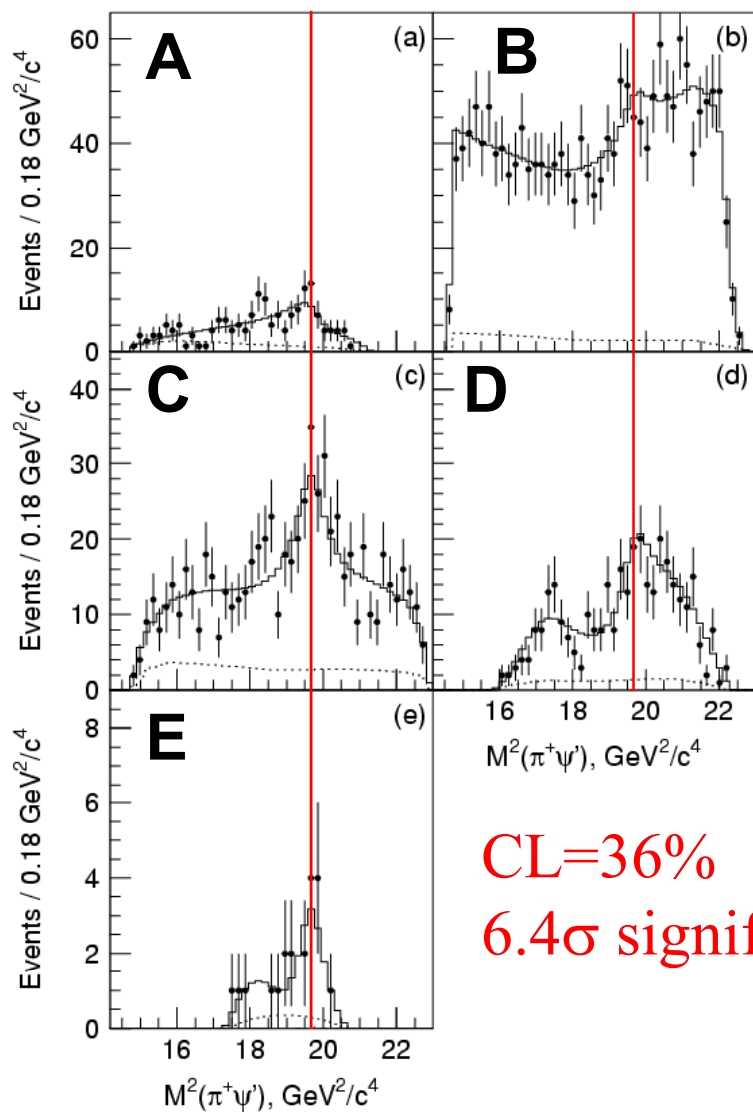 A (a)
B (b)
60
40
20
0
Events / 0.18 GeV²/c⁴
C (c)
D (d)
40
30
20
10
0
Events / 0.18 GeV²/c⁴
16 18 20 22
M²(π⁺ψ'), GeV²/c⁴
E (e)
8
6
4
2
0
Events / 0.18 GeV²/c⁴
16 18 20 22
M²(π⁺ψ'), GeV²/c⁴
CL=36%
6.4σ signif